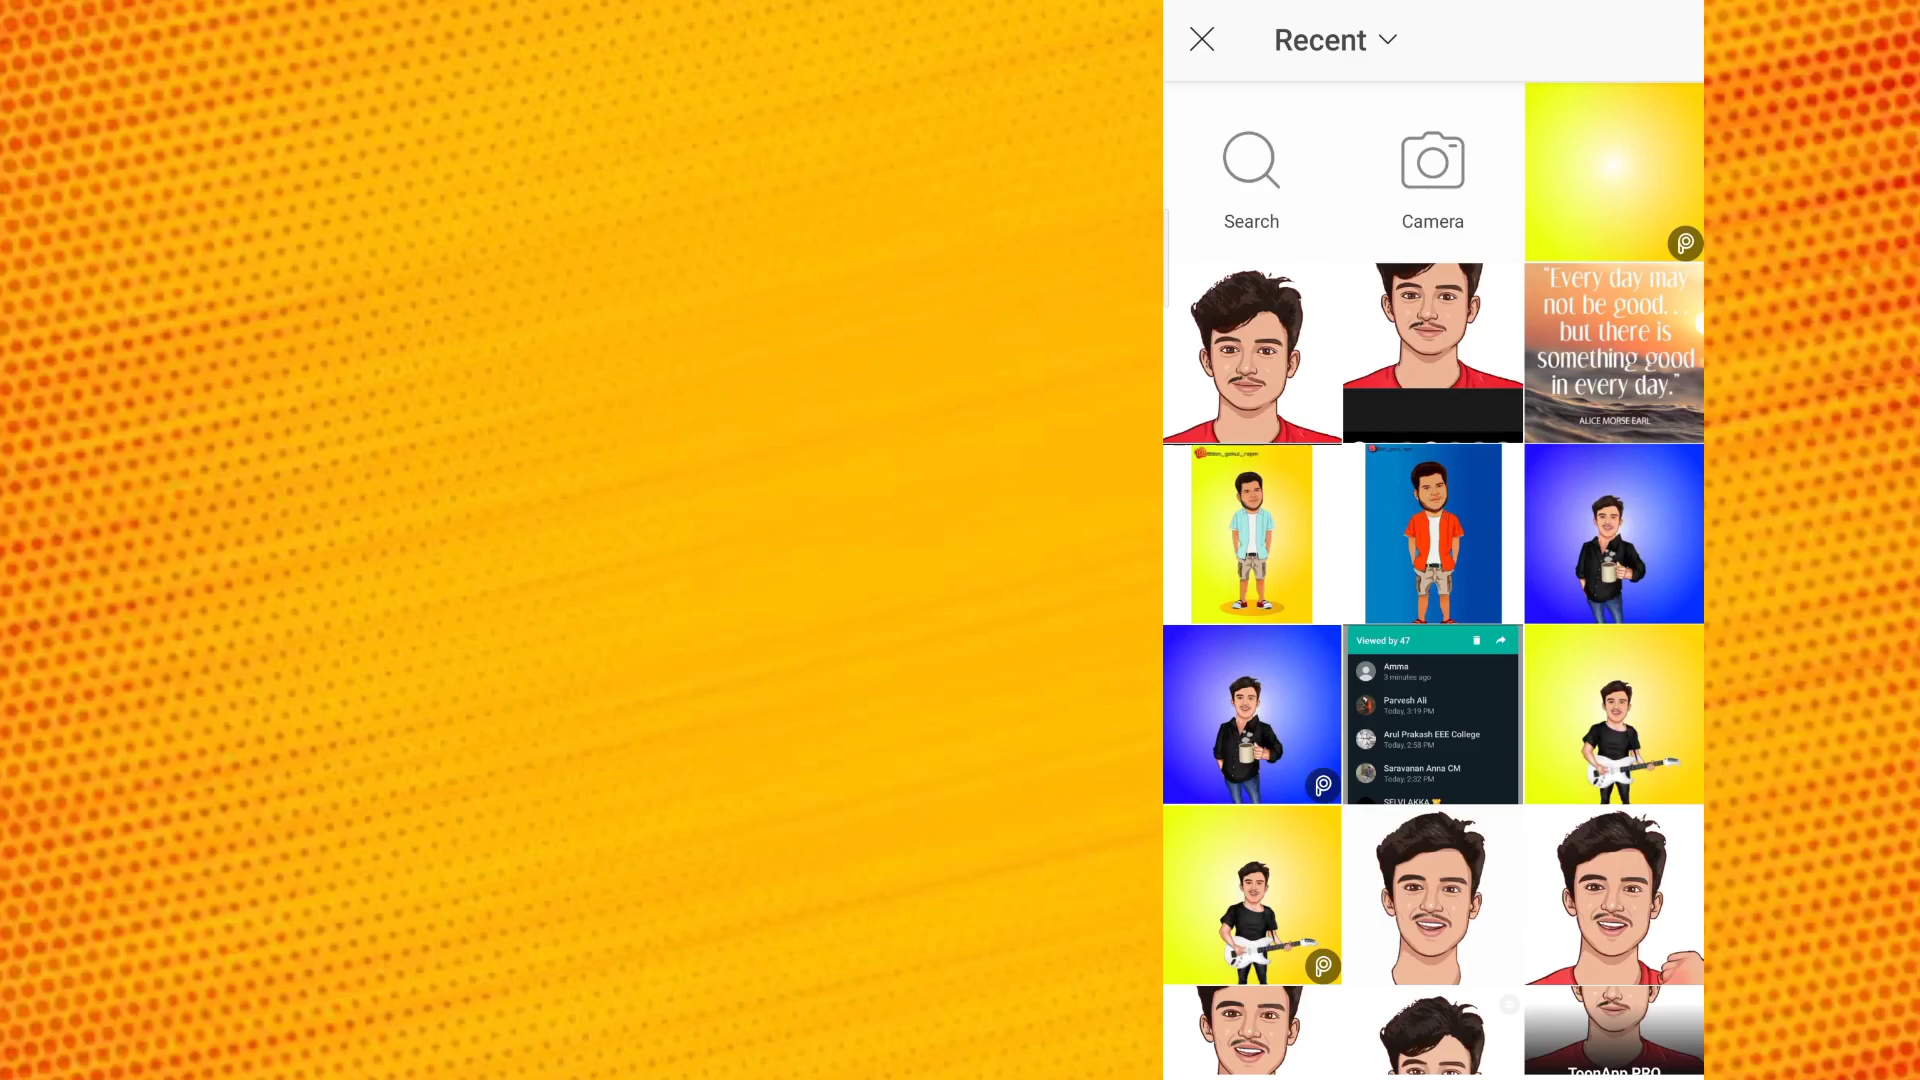 Recent
Search
Camera
“Every day may
not be good...
but there is
something good
in every day.”
ALICE MORSE EARL
Viewed by 47
Amma
3 minutes ago
Parvesh Ali
Today, 3:19 PM
Arul Prakash EEE College
Today, 2:58 PM
Saravanan Anna CM
Today, 2:32 PM
SELVI AKKA
ToonApp PRO